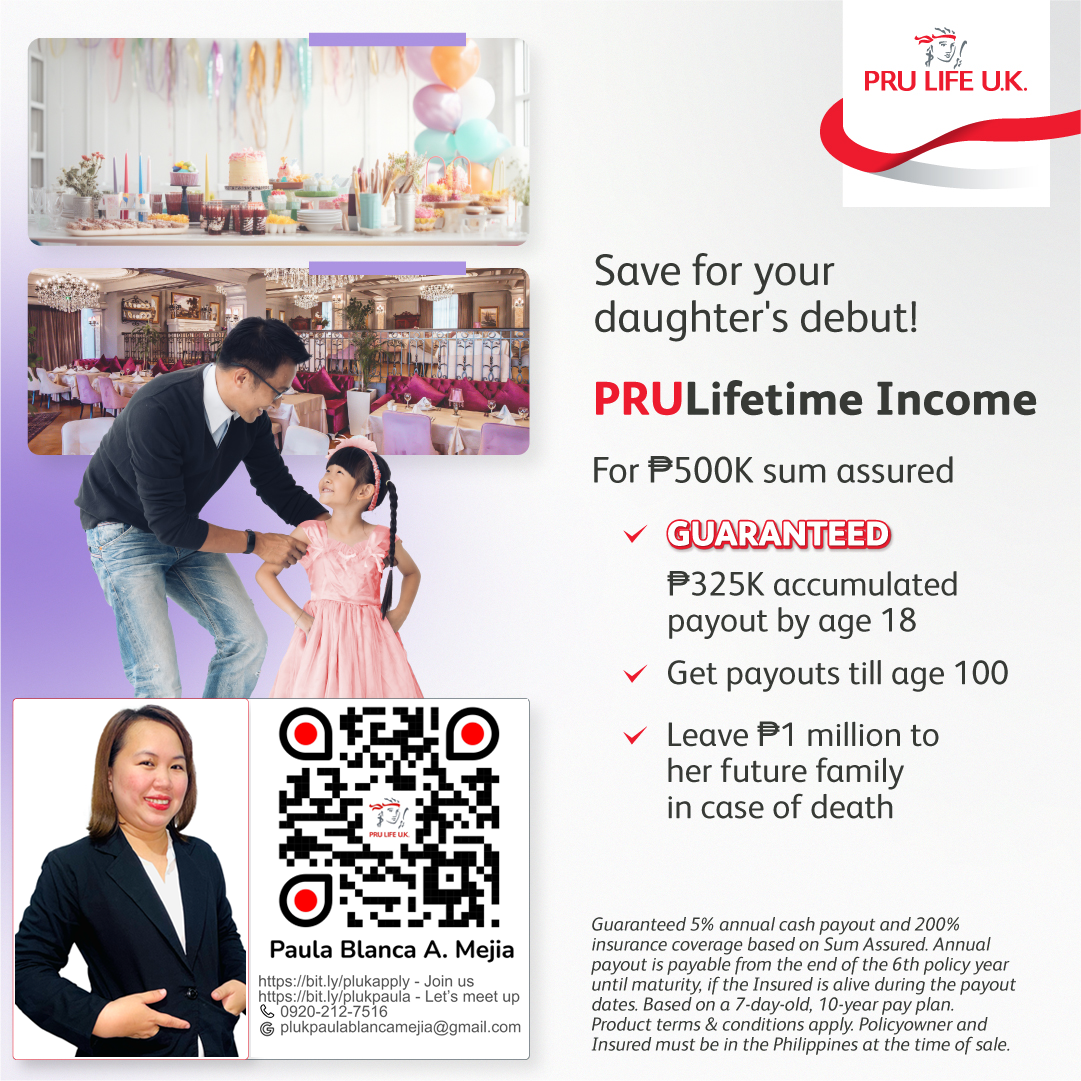 PRU LIFE U.K.
Save for your
daughter's debut!
PRULifetime Income
For ₱500K sum assured
GUARANTEED
₱325K accumulated
payout by age 18
Get payouts till age 100
Leave ₱1 million to
her future family
in case of death
PRU LIFE U.K.
Paula Blanca A. Mejia
https://bit.ly/plukapply - Join us
https://bit.ly/plukpaula - Let's meet up
0920-212-7516
plukpaulablancamejia@gmail.com
Guaranteed 5% annual cash payout and 200%
insurance coverage based on Sum Assured. Annual
payout is payable from the end of the 6th policy year
until maturity, if the Insured is alive during the payout
dates. Based on a 7-day-old, 10-year pay plan.
Product terms & conditions apply. Policyowner and
Insured must be in the Philippines at the time of sale.